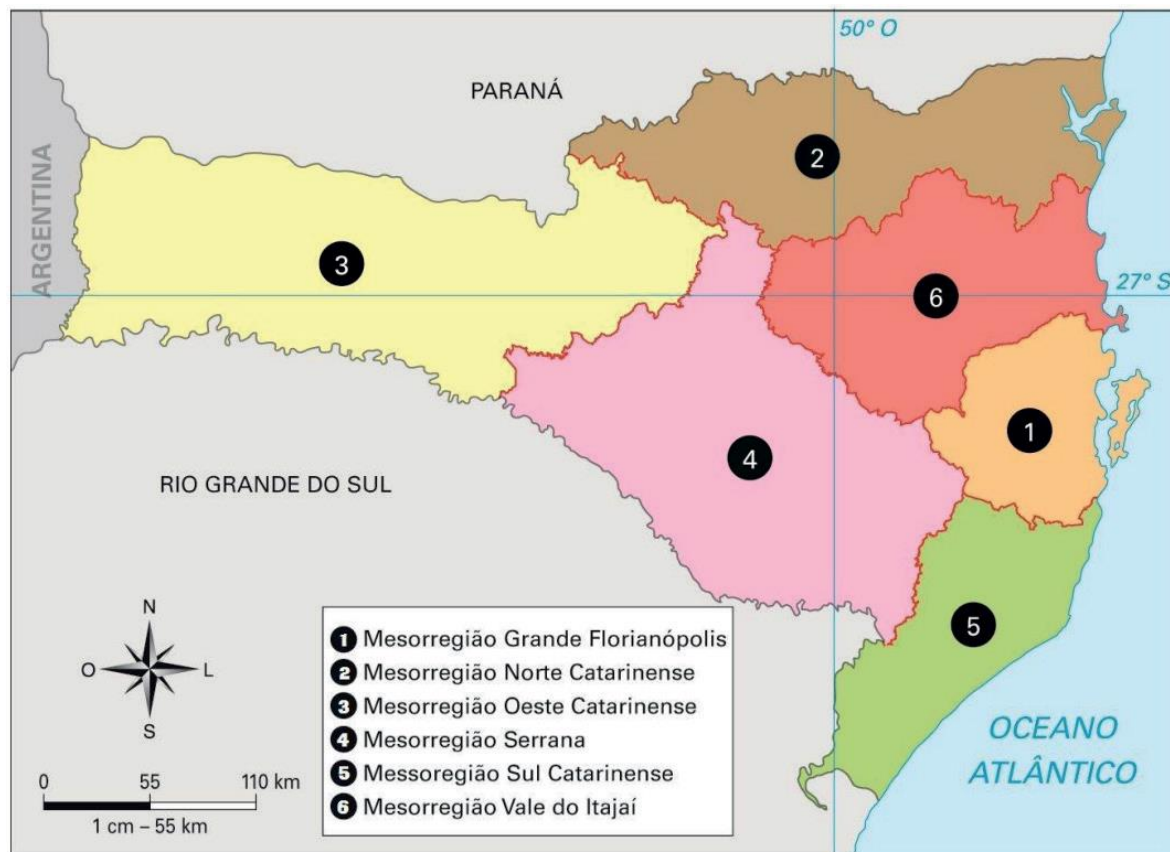 50° O
PARANÁ
ARGENTINA
2
3
27° S
6
1
4
RIO GRANDE DO SUL
5
N
O
L
S
0 55 110 km
1 cm – 55 km
1 Mesorregião Grande Florianópolis
2 Mesorregião Norte Catarinense
3 Mesorregião Oeste Catarinense
4 Mesorregião Serrana
5 Messoregião Sul Catarinense
6 Mesorregião Vale do Itajaí
OCEANO
ATLÂNTICO